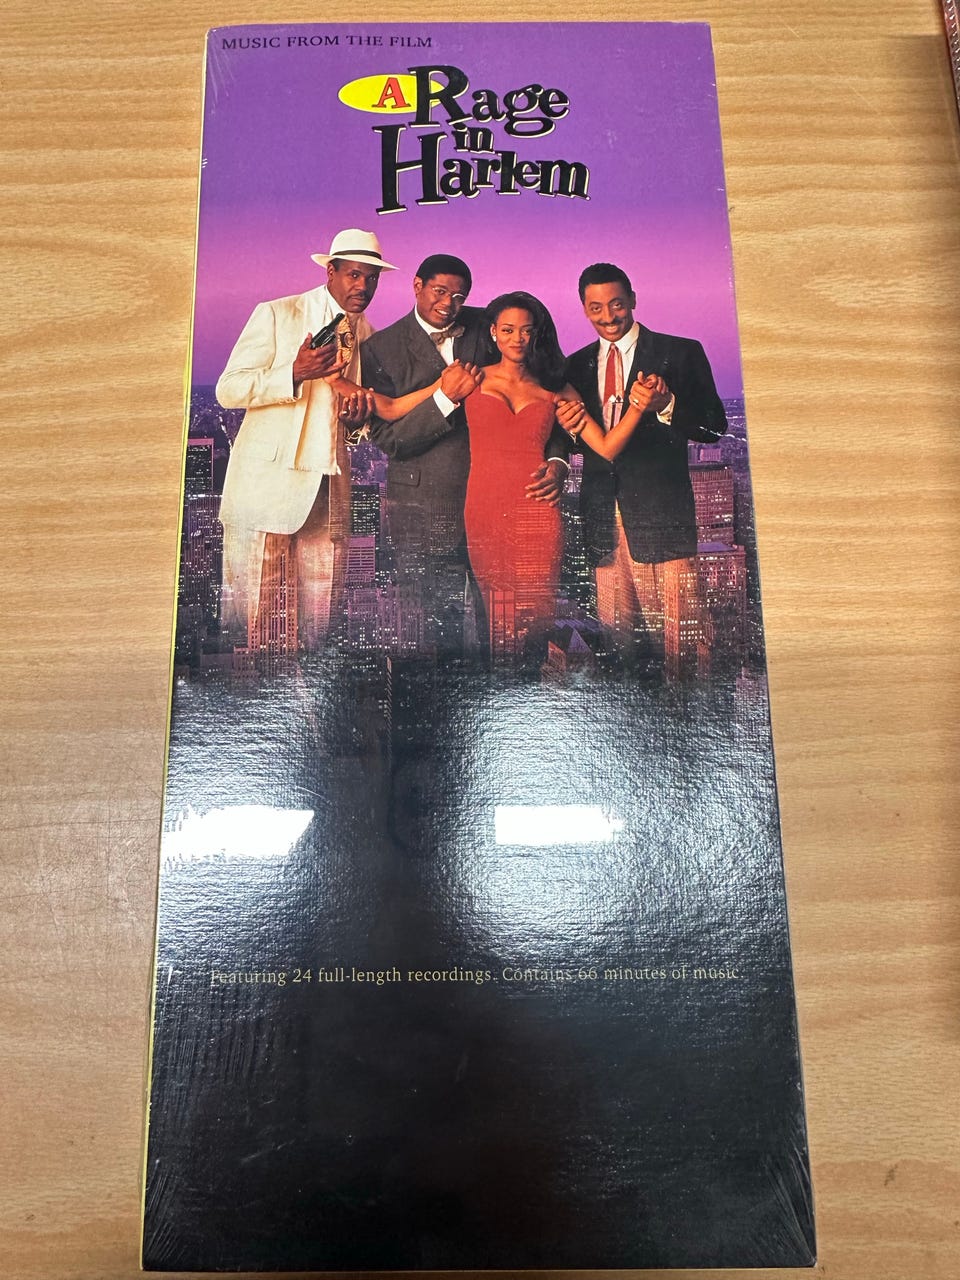 MUSIC FROM THE FILM
A Rage
in
Harlem
Featuring 24 full-length recordings. Contains 66 minutes of music.